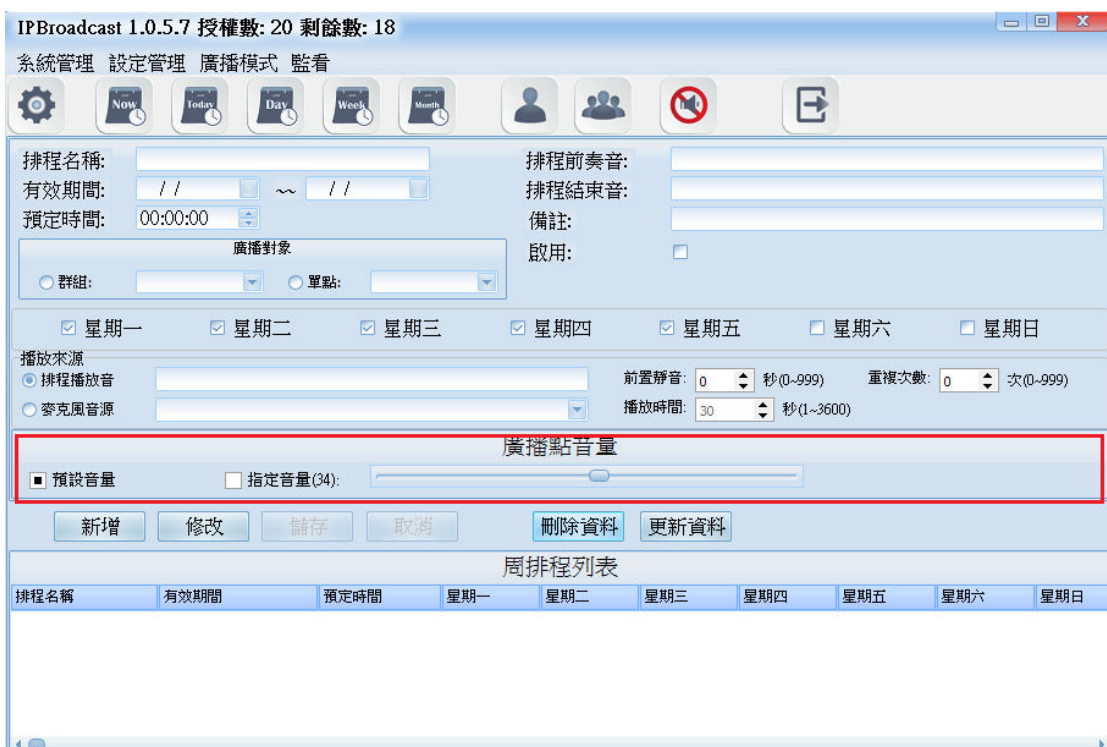 IPBroadcast 1.0.5.7 授權數: 20 剩餘數: 18
系統管理 設定管理 廣播模式 監看
Now Today Day Week Month
排程名稱: 排程前奏音:
有效期間: / / ~ / / 排程結束音:
預定時間: 00:00:00 備註:
廣播對象 啟用:
群組: 單點:
星期一 星期二 星期三 星期四 星期五 星期六 星期日
播放來源
排程播放音 前置靜音: 0 秒(0~999) 重複次數: 0 次(0~999)
麥克風音源 播放時間: 30 秒(1~3600)
廣播點音量
預設音量 指定音量(34):
新增 修改 儲存 取消 刪除資料 更新資料
周排程列表
排程名稱 有效期間 預定時間 星期一 星期二 星期三 星期四 星期五 星期六 星期日